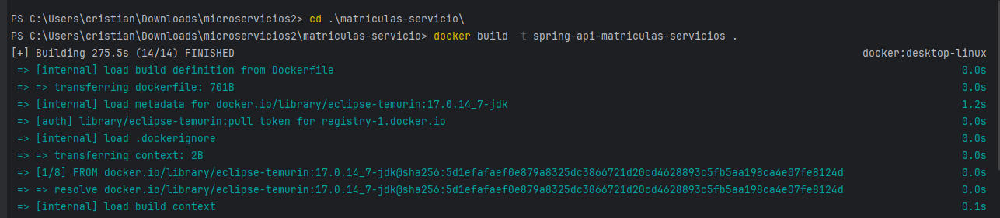 PS C:\Users\cristian\Downloads\microservicios2> cd .\matriculas-servicio\
PS C:\Users\cristian\Downloads\microservicios2\matriculas-servicio> docker build -t spring-api-matriculas-servicios .
[+] Building 275.5s (14/14) FINISHED docker:desktop-linux
=> [internal] load build definition from Dockerfile 0.0s
=> => transferring dockerfile: 701B 0.0s
=> [internal] load metadata for docker.io/library/eclipse-temurin:17.0.14_7-jdk 1.2s
=> [auth] library/eclipse-temurin:pull token for registry-1.docker.io 0.0s
=> [internal] load .dockerignore 0.0s
=> => transferring context: 2B 0.0s
=> [1/8] FROM docker.io/library/eclipse-temurin:17.0.14_7-jdk@sha256:5d1efafaef0e879a8325dc3866721d20cd4628893c5fb5aa198ca4e07fe8124d 0.0s
=> => resolve docker.io/library/eclipse-temurin:17.0.14_7-jdk@sha256:5d1efafaef0e879a8325dc3866721d20cd4628893c5fb5aa198ca4e07fe8124d 0.0s
=> [internal] load build context 0.1s